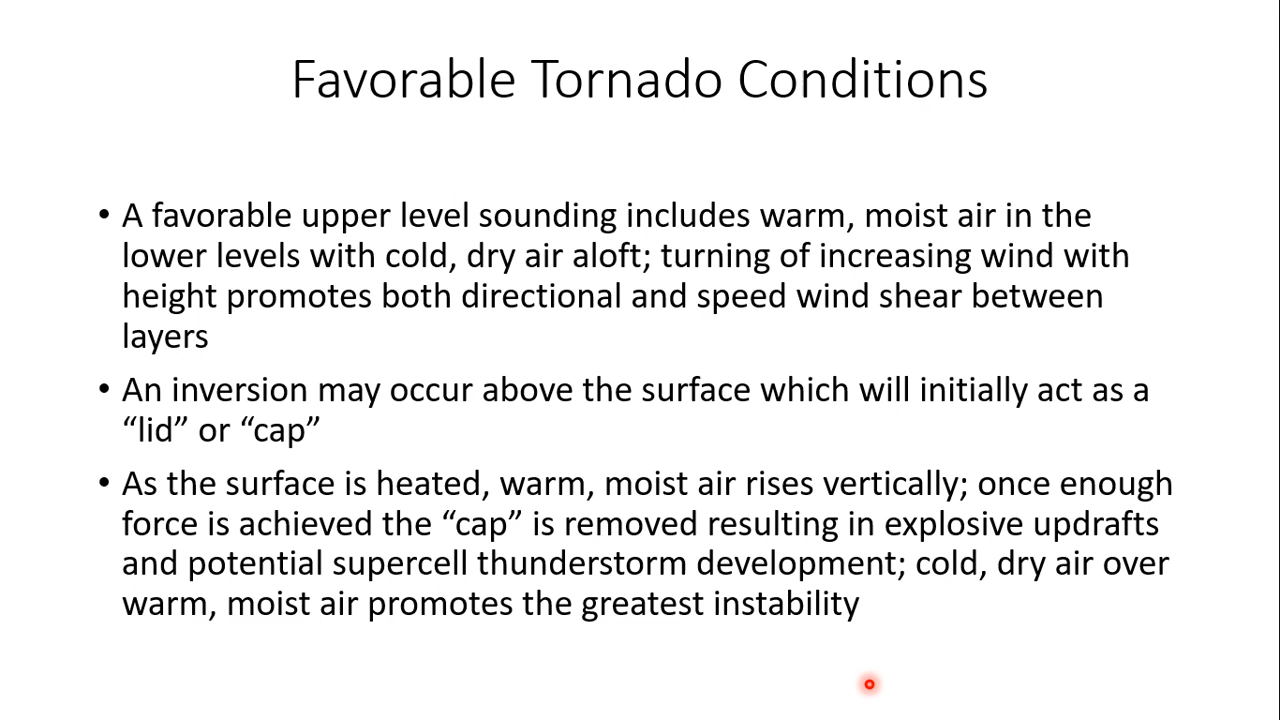 Favorable Tornado Conditions
• A favorable upper level sounding includes warm, moist air in the
lower levels with cold, dry air aloft; turning of increasing wind with
height promotes both directional and speed wind shear between
layers
• An inversion may occur above the surface which will initially act as a
“lid” or “cap”
• As the surface is heated, warm, moist air rises vertically; once enough
force is achieved the “cap” is removed resulting in explosive updrafts
and potential supercell thunderstorm development; cold, dry air over
warm, moist air promotes the greatest instability